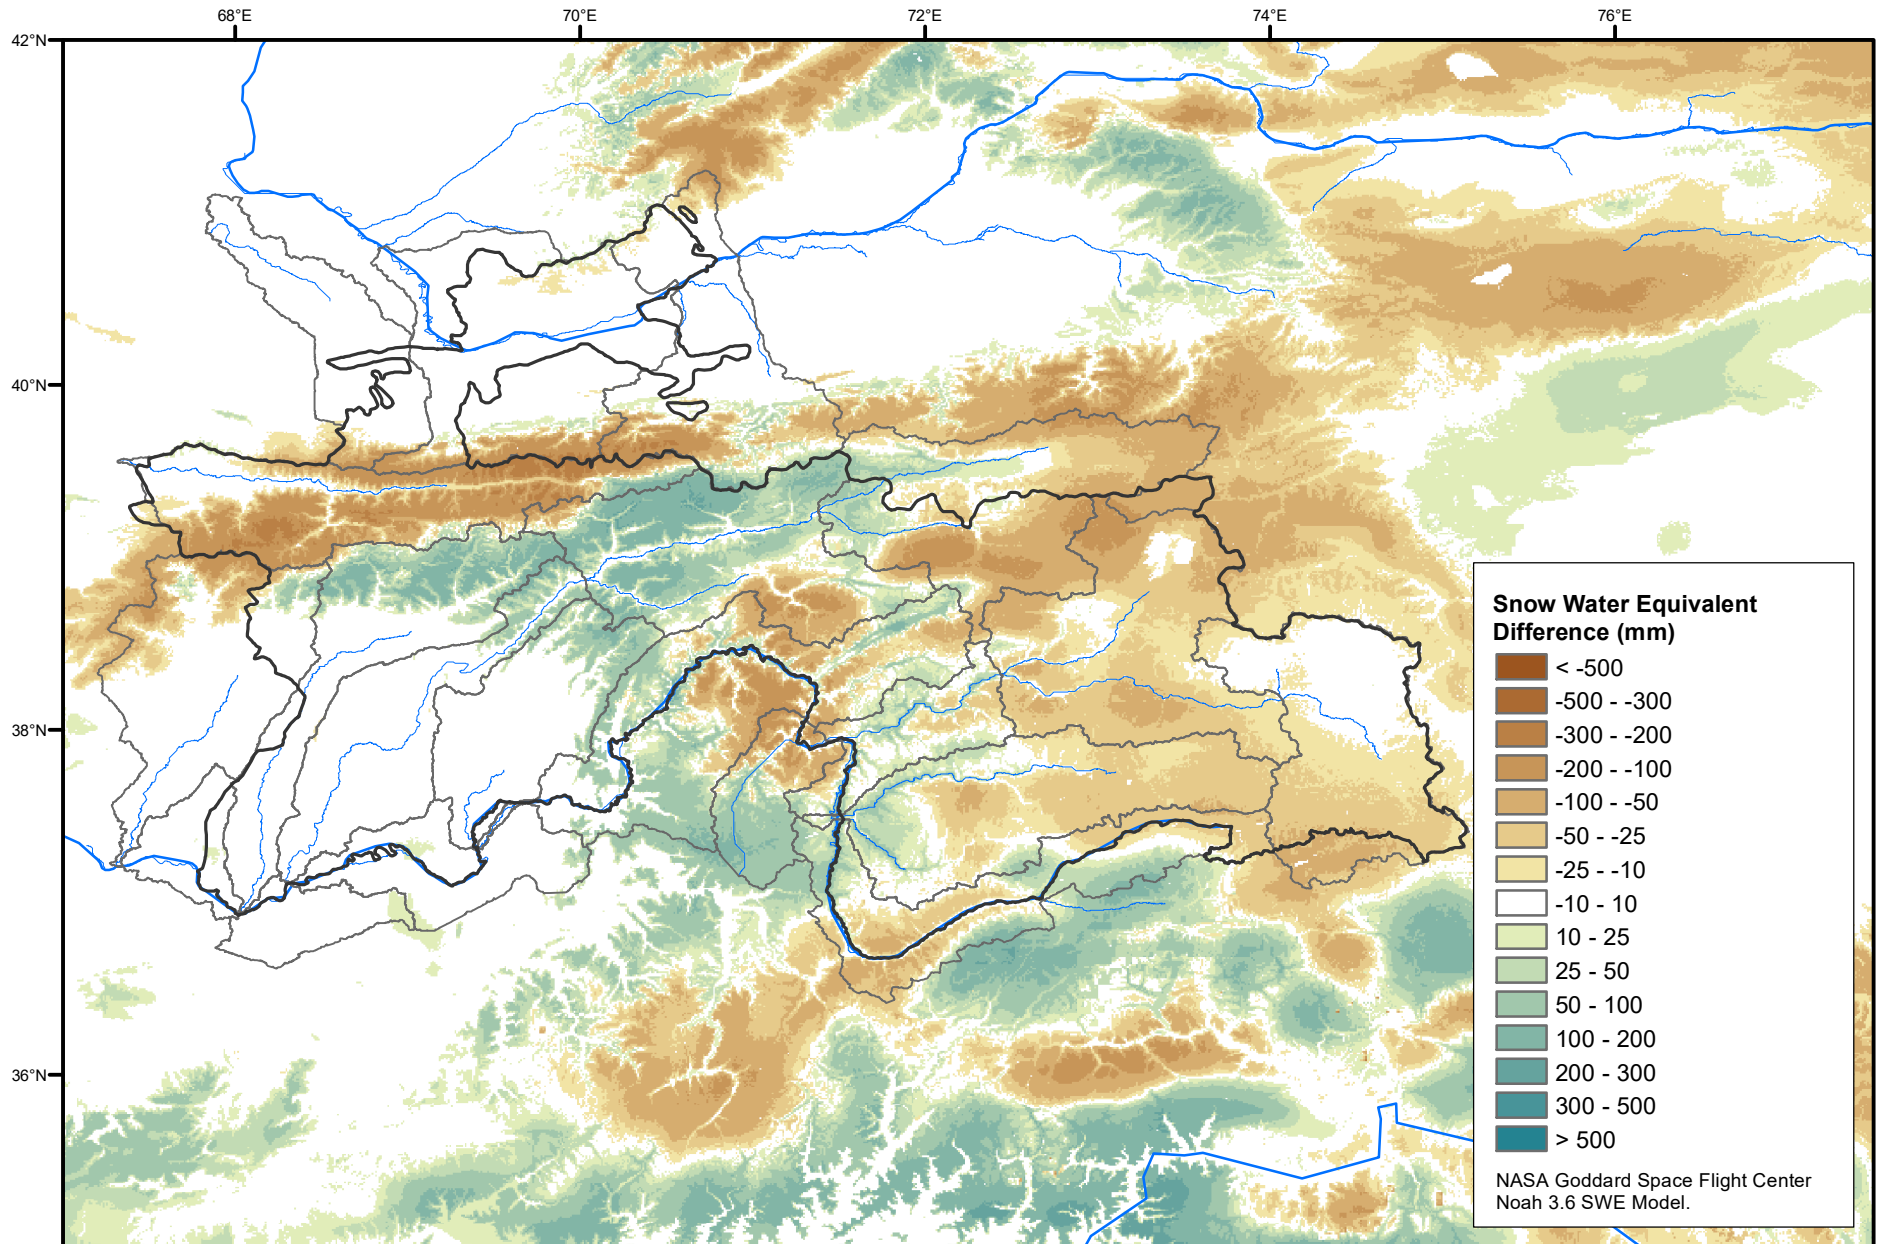 68°E
70°E
72°E
74°E
76°E
42°N
40°N
38°N
36°N
Snow Water Equivalent
Difference (mm)
< -500
-500 - -300
-300 - -200
-200 - -100
-100 - -50
-50 - -25
-25 - -10
-10 - 10
10 - 25
25 - 50
50 - 100
100 - 200
200 - 300
300 - 500
> 500
NASA Goddard Space Flight Center
Noah 3.6 SWE Model.